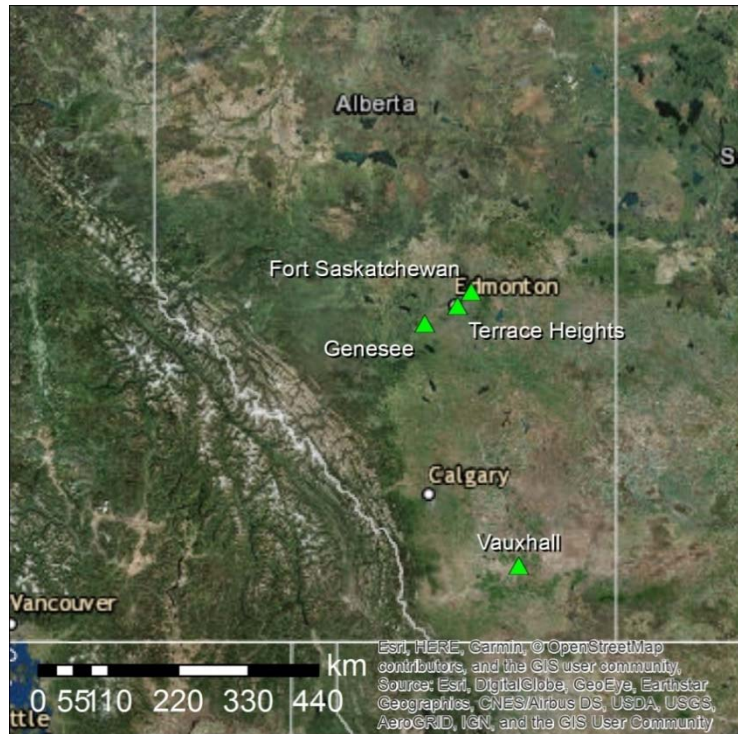 Alberta
S
Fort Saskatchewan
Edmonton
Terrace Heights
Genesee
Calgary
Vauxhall
Vancouver
km
0 55110 220 330 440
ttle
Esri, HERE, Garmin, © OpenStreetMap
contributors, and the GIS user community,
Source: Esri, DigitalGlobe, GeoEye, Earthstar
Geographics, CNES/Airbus DS, USDA, USGS,
AeroGRID, IGN, and the GIS User Community